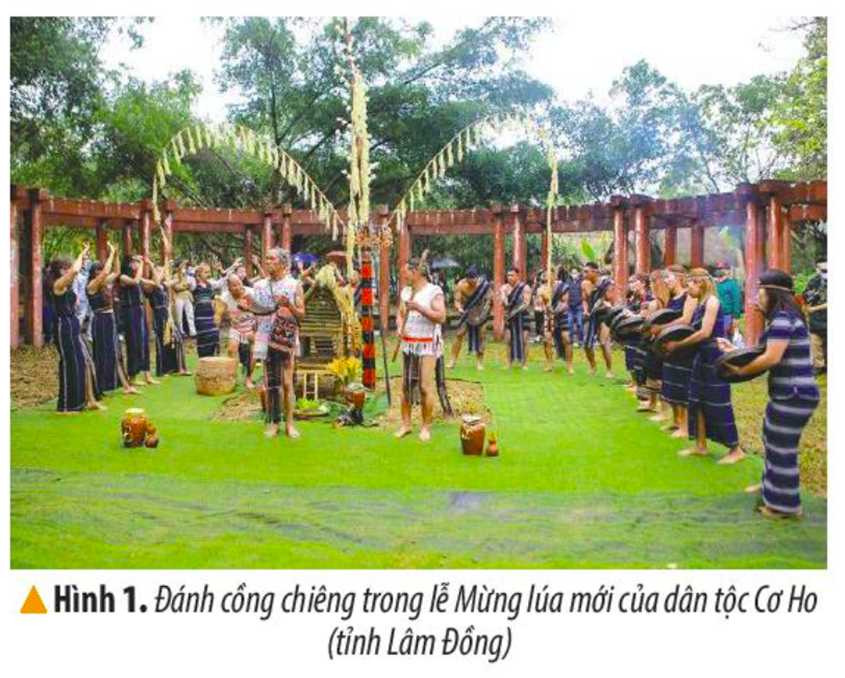 Hình 1. Đánh cồng chiêng trong lễ Mừng lúa mới của dân tộc Cơ Ho
(tỉnh Lâm Đồng)